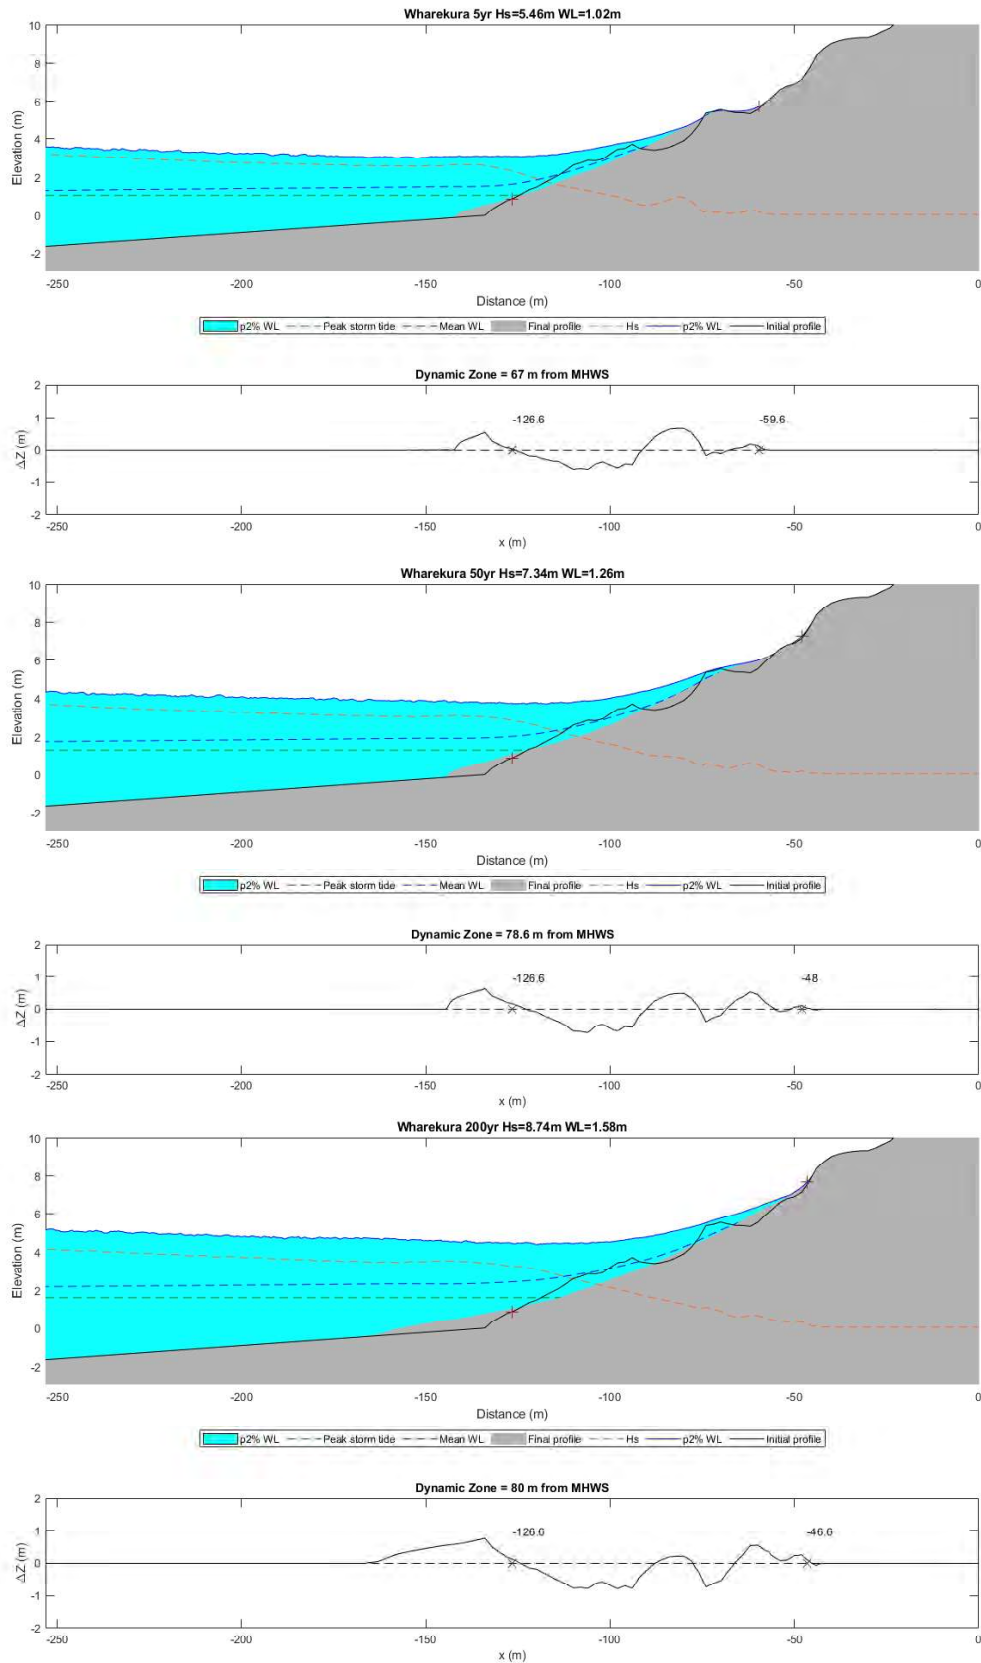 Wharekura 5yr Hs=5.46m WL=1.02m
10
8
6
4
2
0
-2
Elevation (m)
-250 -200 -150 -100 -50 0
Distance (m)
p2% WL Peak storm tide Mean WL Final profile Hs p2% WL Initial profile
Dynamic Zone = 67 m from MHWS
2
1
0
-1
-2
ΔZ (m)
-126.6 -59.6
-250 -200 -150 -100 -50 0
x (m)
Wharekura 50yr Hs=7.34m WL=1.26m
10
8
6
4
2
0
-2
Elevation (m)
-250 -200 -150 -100 -50 0
Distance (m)
p2% WL Peak storm tide Mean WL Final profile Hs p2% WL Initial profile
Dynamic Zone = 78.6 m from MHWS
2
1
0
-1
-2
ΔZ (m)
-126.6 -48
-250 -200 -150 -100 -50 0
x (m)
Wharekura 200yr Hs=8.74m WL=1.58m
10
8
6
4
2
0
-2
Elevation (m)
-250 -200 -150 -100 -50 0
Distance (m)
p2% WL Peak storm tide Mean WL Final profile Hs p2% WL Initial profile
Dynamic Zone = 80 m from MHWS
2
1
0
-1
-2
ΔZ (m)
-126.6 -46.6
-250 -200 -150 -100 -50 0
x (m)